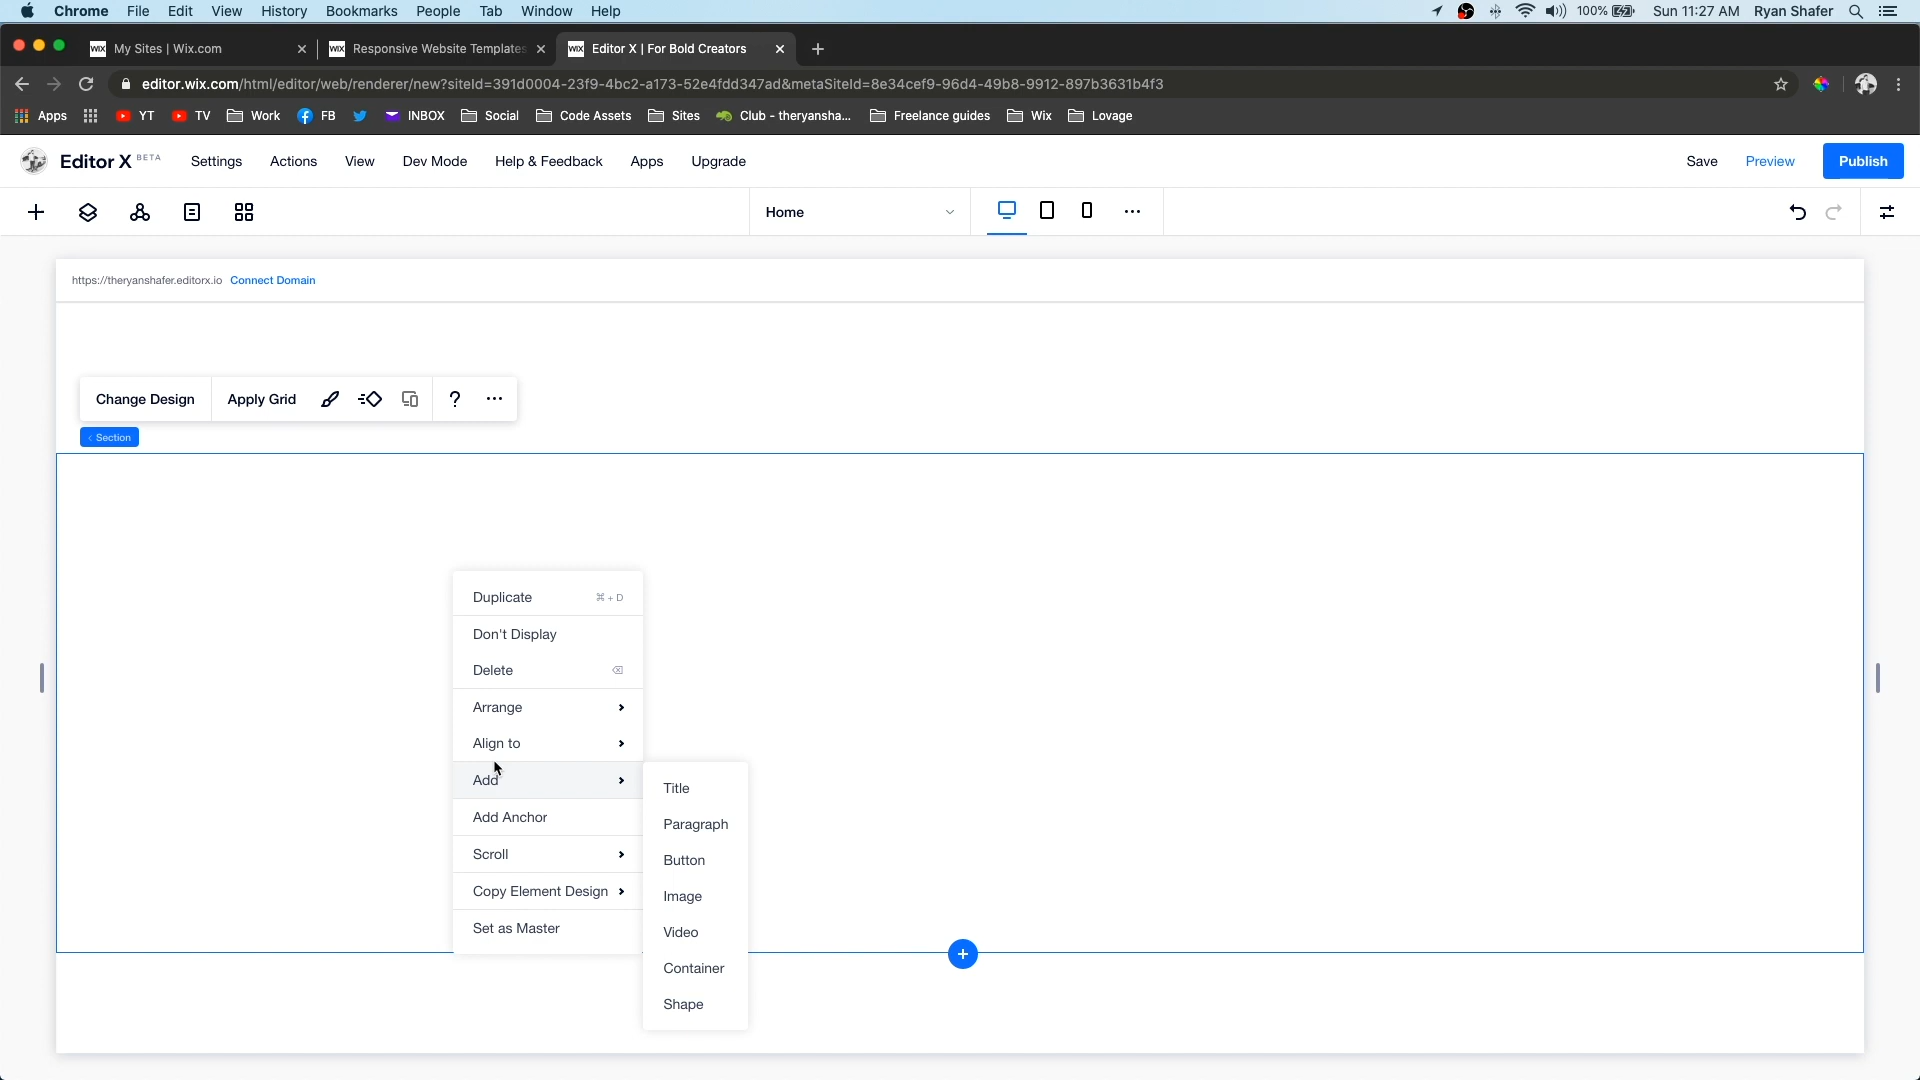 Chrome File Edit View History Bookmarks People Tab Window Help 100% Sun 11:27 AM Ryan Shafer
WiX My Sites | Wix.com WiX Responsive Website Templates WiX Editor X | For Bold Creators
editor.wix.com/html/editor/web/renderer/new?siteId=391d0004-23f9-4bc2-a173-52e4fdd347ad&metaSiteId=8e34cef9-96d4-49b8-9912-897b3631b4f3
Apps YT TV Work FB INBOX Social Code Assets Sites Club - theryansha... Freelance guides Wix Lovage
Editor X BETA Settings Actions View Dev Mode Help & Feedback Apps Upgrade Save Preview Publish
Home
https://theryanshafer.editorx.io Connect Domain
Change Design Apply Grid ?
< Section
Duplicate ⌘ + D
Don't Display
Delete
Arrange
Align to
Add
Title
Add Anchor
Paragraph
Scroll
Button
Copy Element Design
Image
Set as Master
Video
Container
Shape